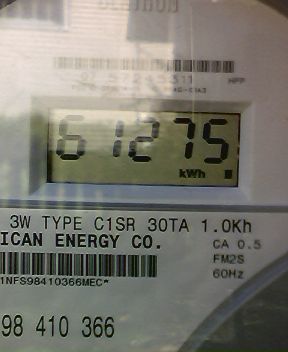 61275
kWh
3W TYPE C1SR 30TA 1.0Kh
ICAN ENERGY CO.
CA 0.5
FM2S
60Hz
1NFS98410366MEC*
98 410 366